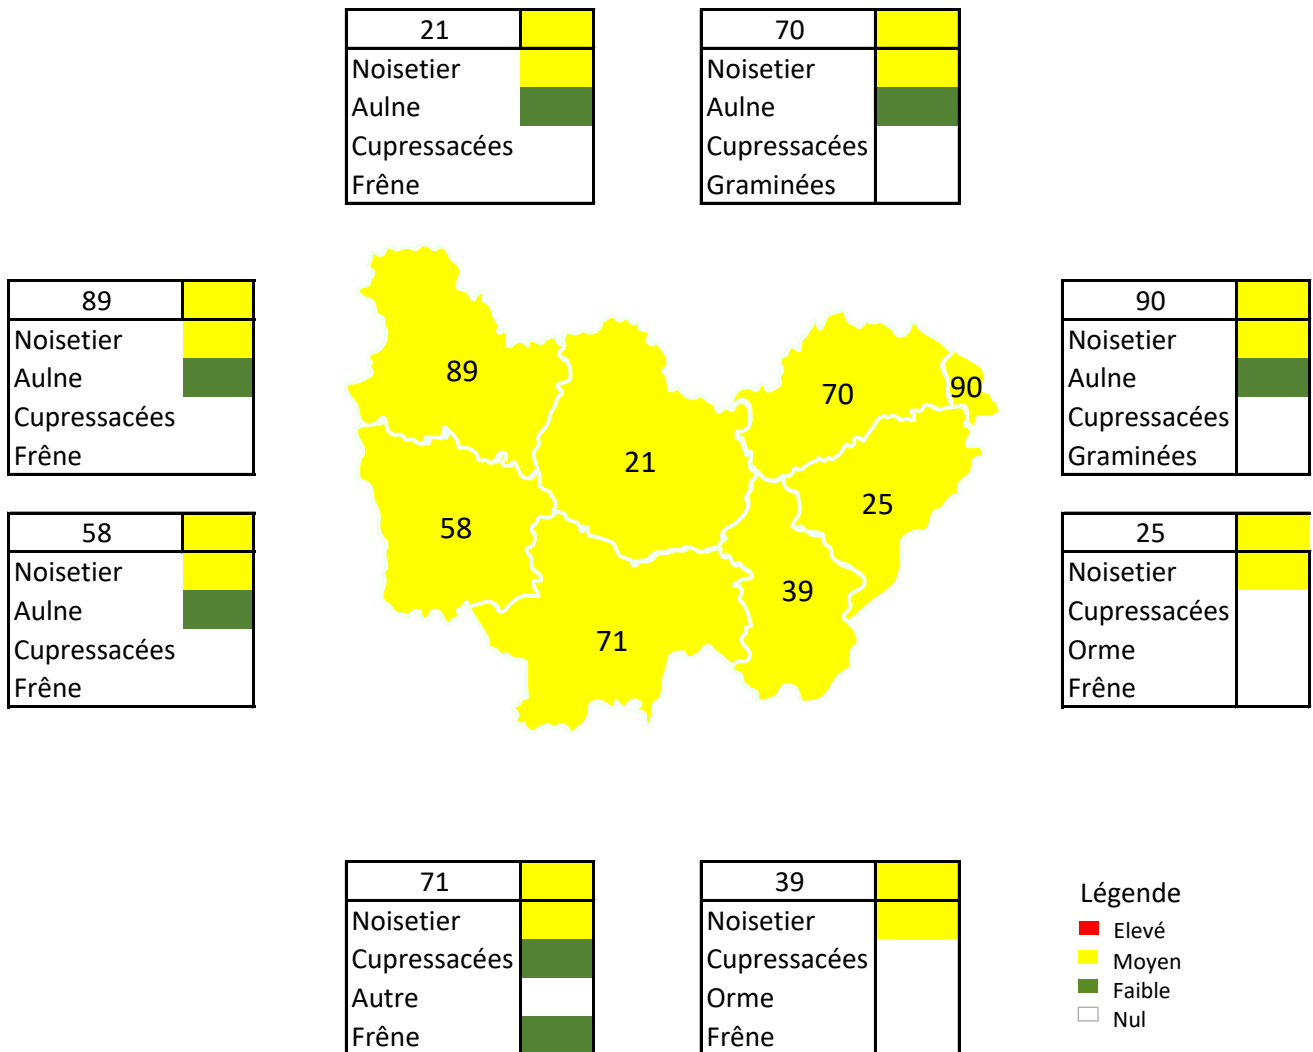 21
Noisetier
Aulne
Cupressacées
Frêne
70
Noisetier
Aulne
Cupressacées
Graminées
89
Noisetier
Aulne
Cupressacées
Frêne
90
Noisetier
Aulne
Cupressacées
Graminées
89
70
90
21
25
58
39
71
58
Noisetier
Aulne
Cupressacées
Frêne
25
Noisetier
Cupressacées
Orme
Frêne
71
Noisetier
Cupressacées
Autre
Frêne
39
Noisetier
Cupressacées
Orme
Frêne
Légende
Elevé
Moyen
Faible
Nul